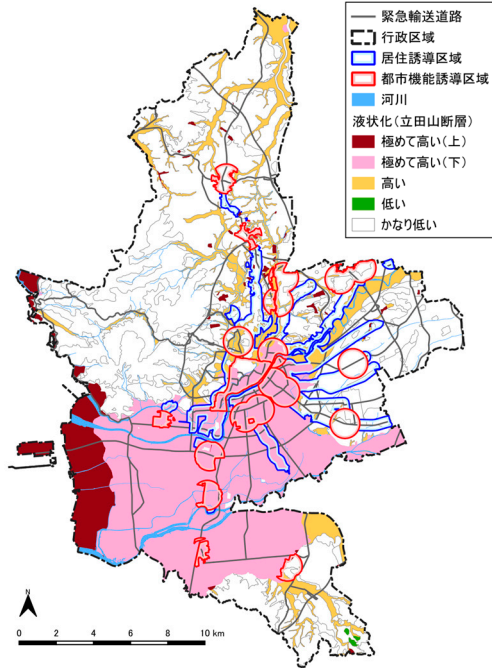 緊急輸送道路
行政区域
居住誘導区域
都市機能誘導区域
河川
液状化(立田山断層)
極めて高い(上)
極めて高い(下)
高い
低い
かなり低い
N
0 2 4 6 8 10 km